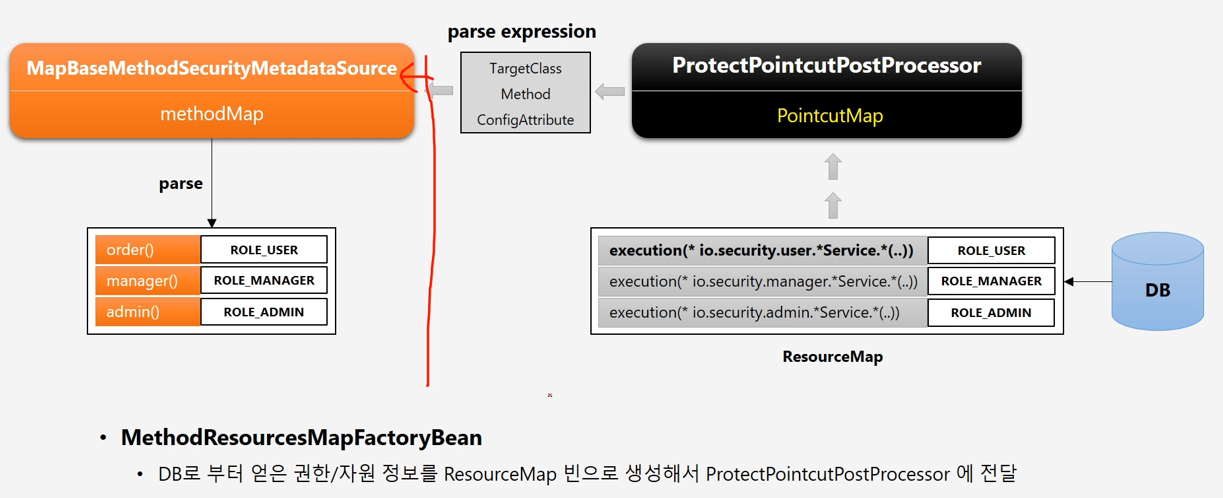 parse expression
MapBaseMethodSecurityMetadataSource
methodMap
TargetClass
Method
ConfigAttribute
ProtectPointcutPostProcessor
PointcutMap
parse
order() ROLE_USER
manager() ROLE_MANAGER
admin() ROLE_ADMIN
execution(* io.security.user.*Service.*(..)) ROLE_USER
execution(* io.security.manager.*Service.*(..)) ROLE_MANAGER
execution(* io.security.admin.*Service.*(..)) ROLE_ADMIN
DB
ResourceMap
• MethodResourcesMapFactoryBean
• DB로 부터 얻은 권한/자원 정보를 ResourceMap 빈으로 생성해서 ProtectPointcutPostProcessor 에 전달